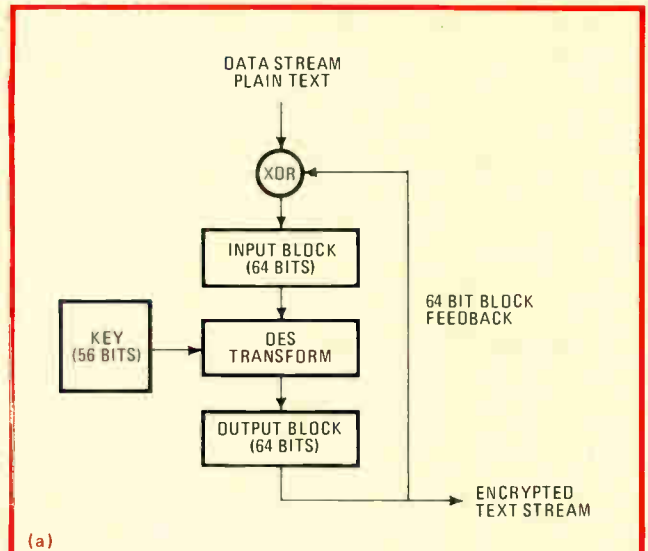 DATA STREAM
PLAIN TEXT
XOR
INPUT BLOCK
(64 BITS)
KEY
(56 BITS)
DES
TRANSFORM
64 BIT BLOCK
FEEDBACK
OUTPUT BLOCK
(64 BITS)
ENCRYPTED
TEXT STREAM
(a)